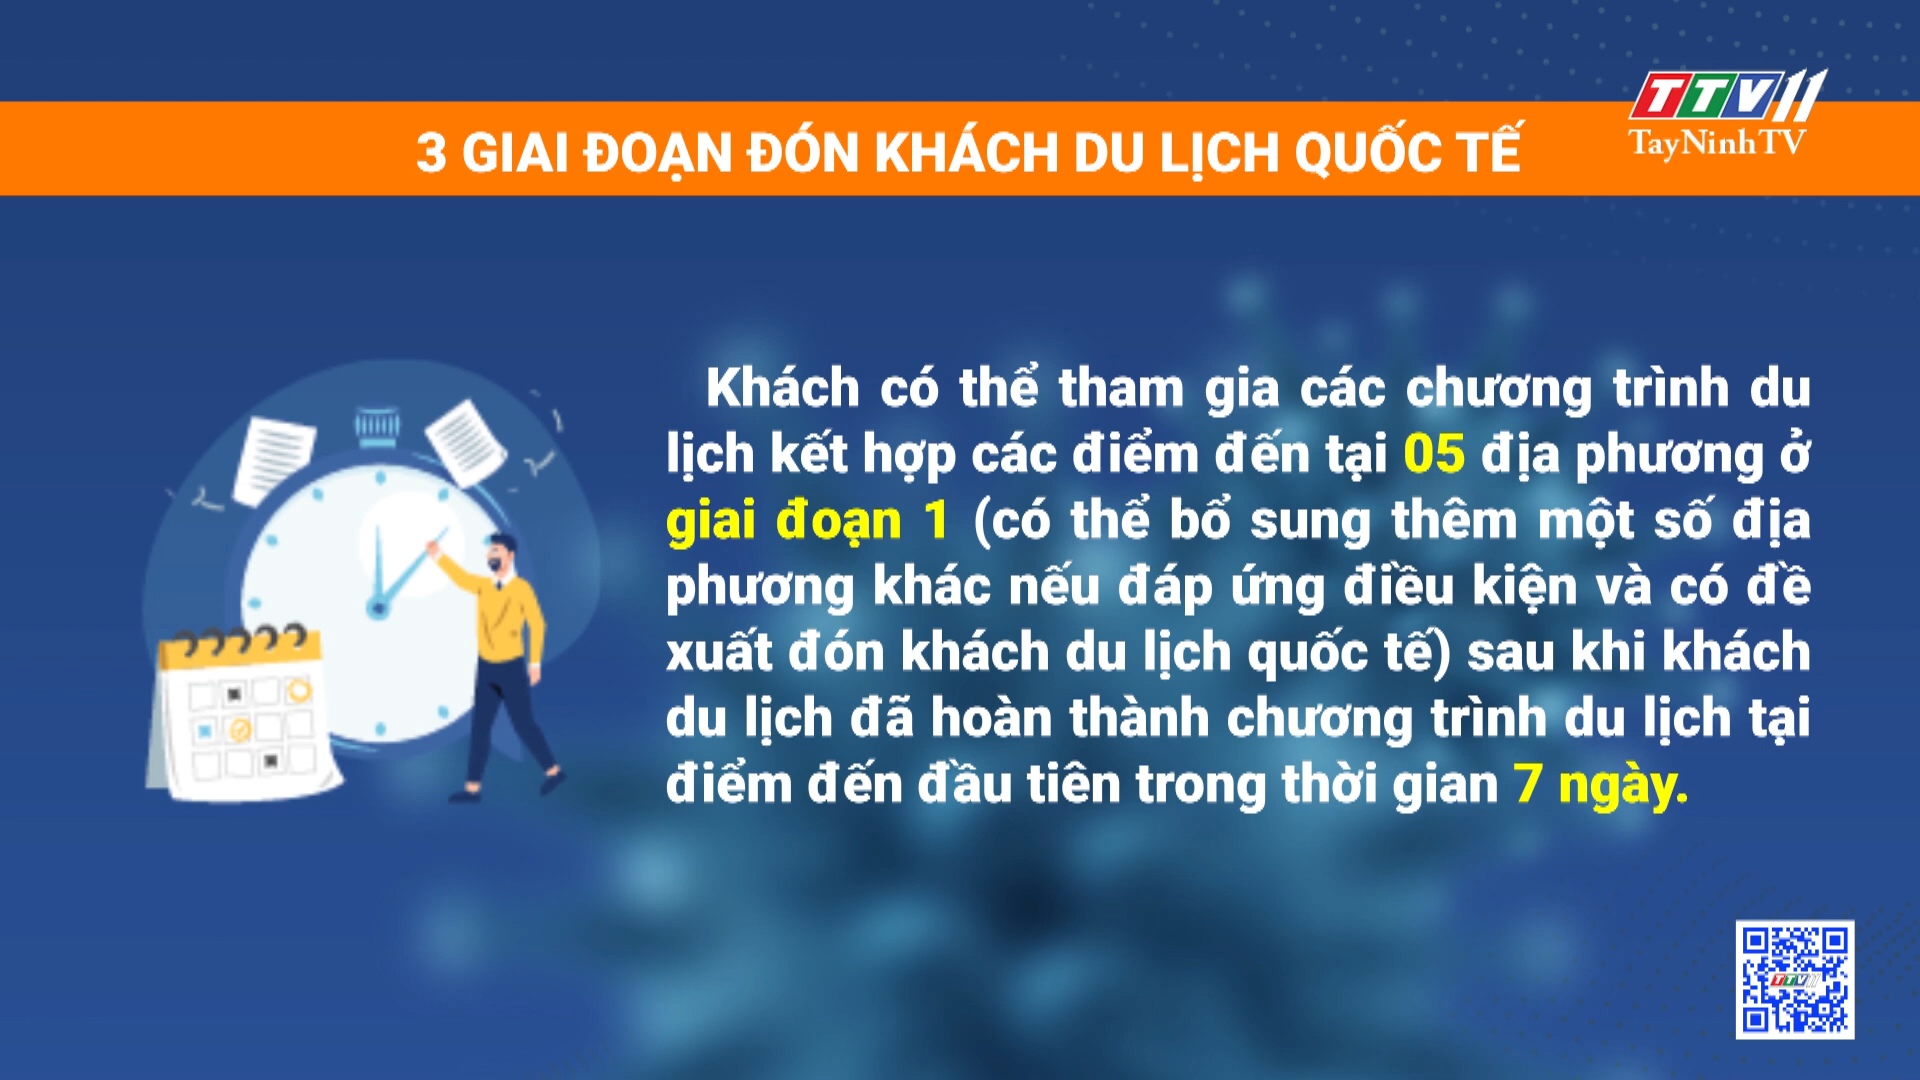 TTV11
TayNinhTV
3 GIAI ĐOẠN ĐÓN KHÁCH DU LỊCH QUỐC TẾ
Khách có thể tham gia các chương trình du
lịch kết hợp các điểm đến tại 05 địa phương ở
giai đoạn 1 (có thể bổ sung thêm một số địa
phương khác nếu đáp ứng điều kiện và có đề
xuất đón khách du lịch quốc tế) sau khi khách
du lịch đã hoàn thành chương trình du lịch tại
điểm đến đầu tiên trong thời gian 7 ngày.
TTV11